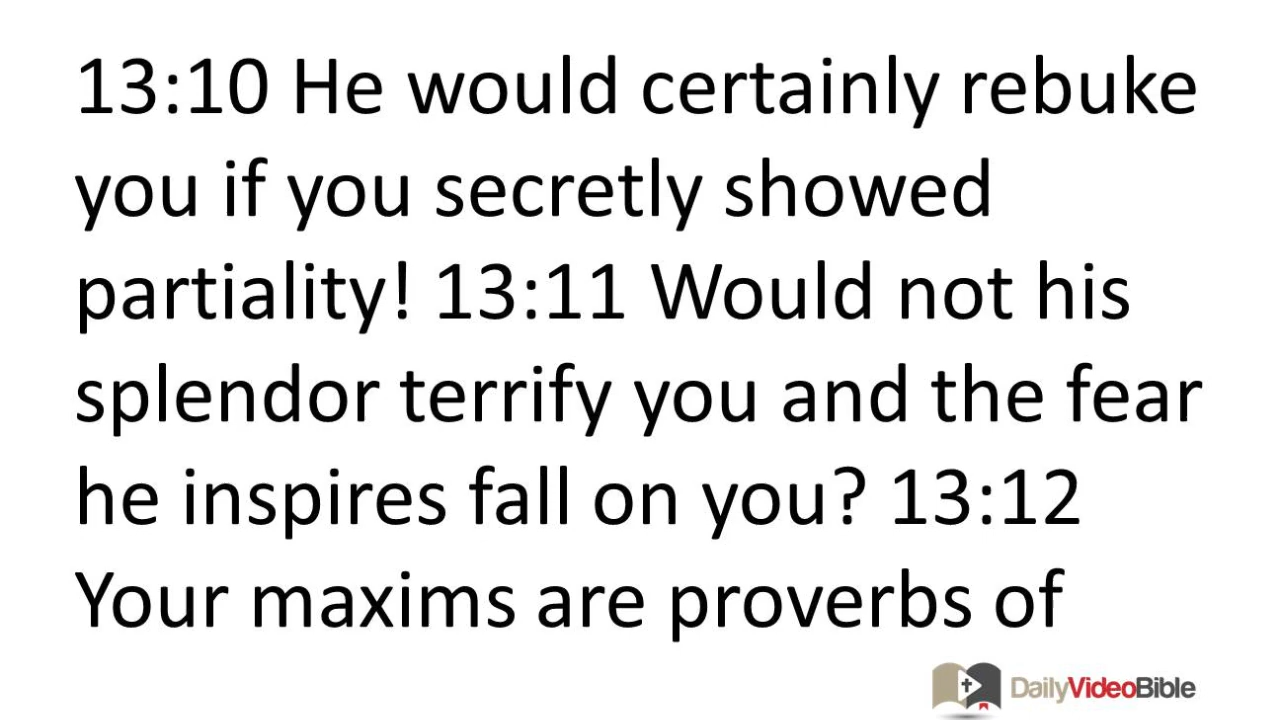 13:10 He would certainly rebuke
you if you secretly showed
partiality! 13:11 Would not his
splendor terrify you and the fear
he inspires fall on you? 13:12
Your maxims are proverbs of
DailyVideoBible